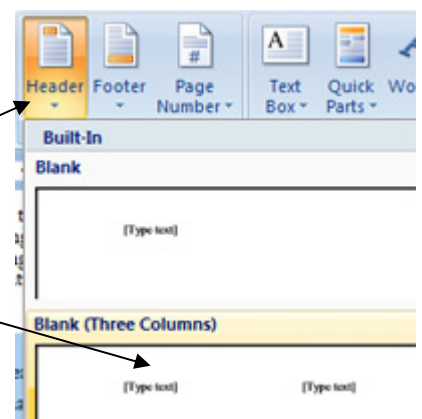 Header Footer Page Number Text Box Quick Parts
Built-In
Blank
[Type text]
Blank (Three Columns)
[Type text] [Type text]